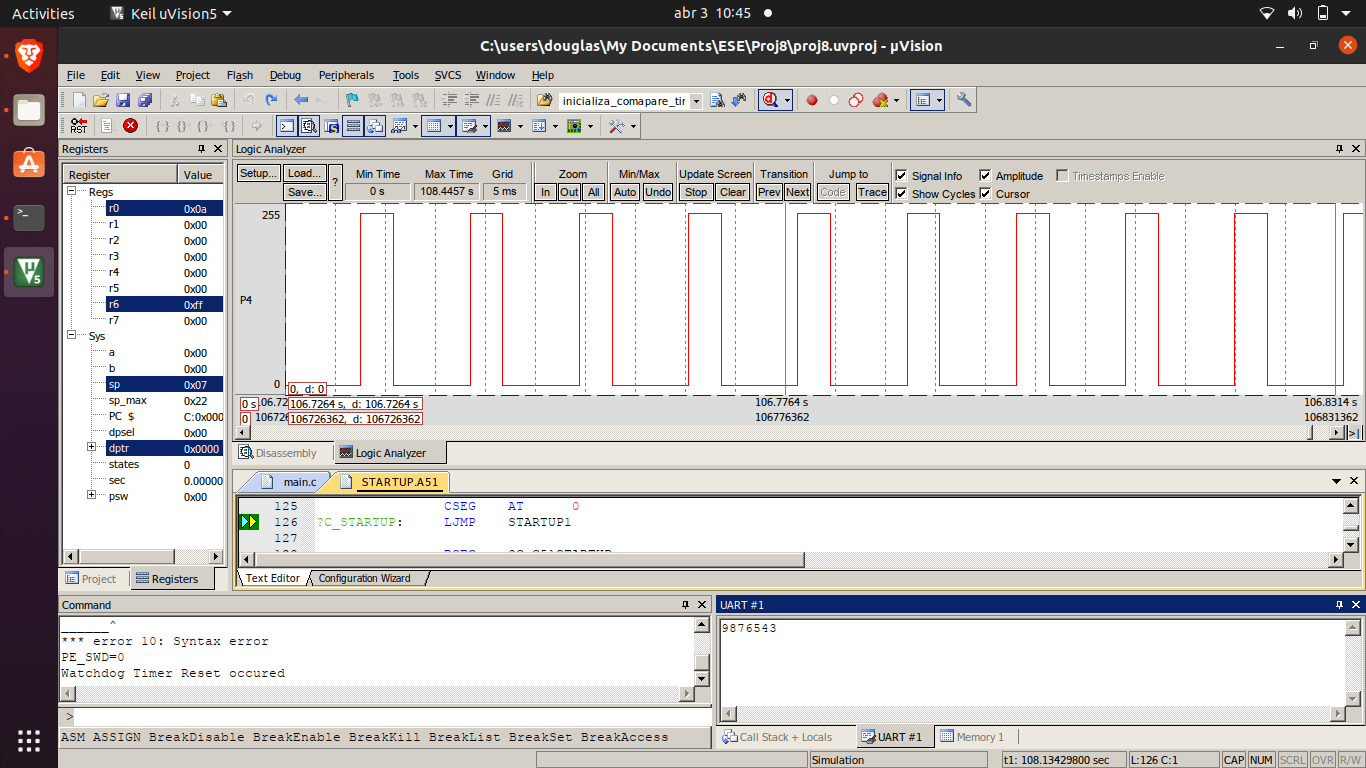 Activities Keil uVision5 abr 3 10:45
C:\users\douglas\My Documents\ESE\Proj8\proj8.uvproj - µVision
File Edit View Project Flash Debug Peripherals Tools SVCS Window Help
inicializa_comapare_tir
RST
Registers
Register Value
Regs
r0 0x0a
r1 0x00
r2 0x00
r3 0x00
r4 0x00
r5 0x00
r6 0xff
r7 0x00
Sys
a 0x00
b 0x00
sp 0x07
sp_max 0x22
PC $ C:0x000
dpsel 0x00
dptr 0x0000
states 0
sec 0.00000
psw 0x00
Project Registers
Logic Analyzer
Setup... Load... Save... ? Min Time 0 s Max Time 108.4457 s Grid 5 ms Zoom In Out All Min/Max Auto Undo Update Screen Stop Clear Transition Prev Next Jump to Code Trace
Signal Info Amplitude Timestamps Enable
Show Cycles Cursor
255
P4
0
0, d: 0
0 s 106.72 106.7264 s, d: 106.7264 s 106.7764 s 106.8314 s
0 106726 106726362, d: 106726362 106776362 106831362
Disassembly Logic Analyzer
main.c STARTUP.A51
125 CSEG AT 0
126 ?C_STARTUP: LJMP STARTUP1
127
Text Editor Configuration Wizard
Command
______^
*** error 10: Syntax error
PE_SWD=0
Watchdog Timer Reset occured
>
ASM ASSIGN BreakDisable BreakEnable BreakKill BreakList BreakSet BreakAccess
UART #1
9876543
Call Stack + Locals UART #1 Memory 1
Simulation t1: 108.13429800 sec L:126 C:1 CAP NUM SCRL OVR R/W